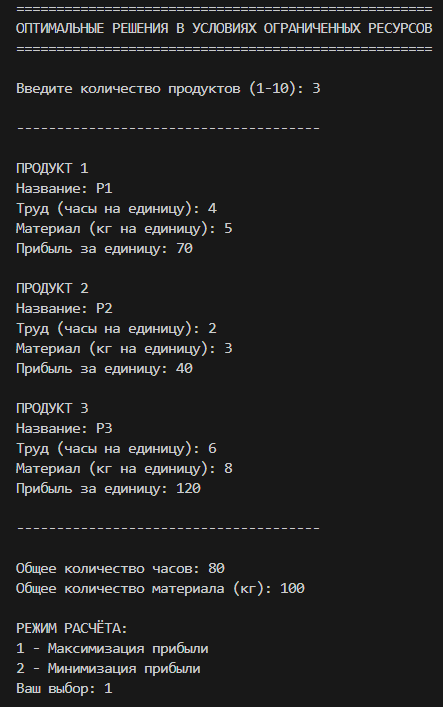 ====================================================
ОПТИМАЛЬНЫЕ РЕШЕНИЯ В УСЛОВИЯХ ОГРАНИЧЕННЫХ РЕСУРСОВ
====================================================
Введите количество продуктов (1-10): 3
--------------------------------------
ПРОДУКТ 1
Название: P1
Труд (часы на единицу): 4
Материал (кг на единицу): 5
Прибыль за единицу: 70
ПРОДУКТ 2
Название: P2
Труд (часы на единицу): 2
Материал (кг на единицу): 3
Прибыль за единицу: 40
ПРОДУКТ 3
Название: P3
Труд (часы на единицу): 6
Материал (кг на единицу): 8
Прибыль за единицу: 120
--------------------------------------
Общее количество часов: 80
Общее количество материала (кг): 100
РЕЖИМ РАСЧЁТА:
1 - Максимизация прибыли
2 - Минимизация прибыли
Ваш выбор: 1